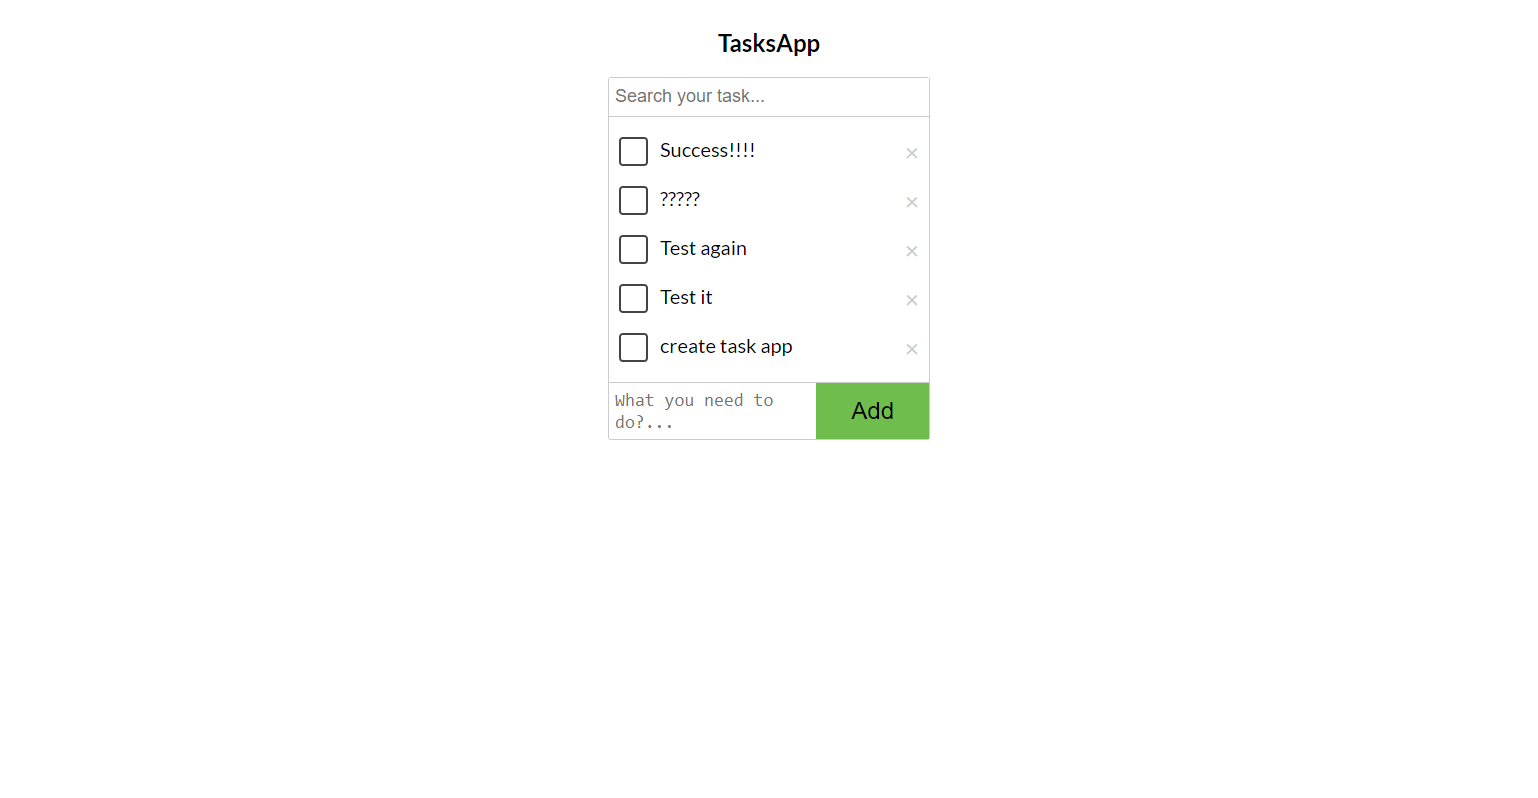 TasksApp
Search your task...
Success!!!!
?????
Test again
Test it
create task app
What you need to
do?...
Add